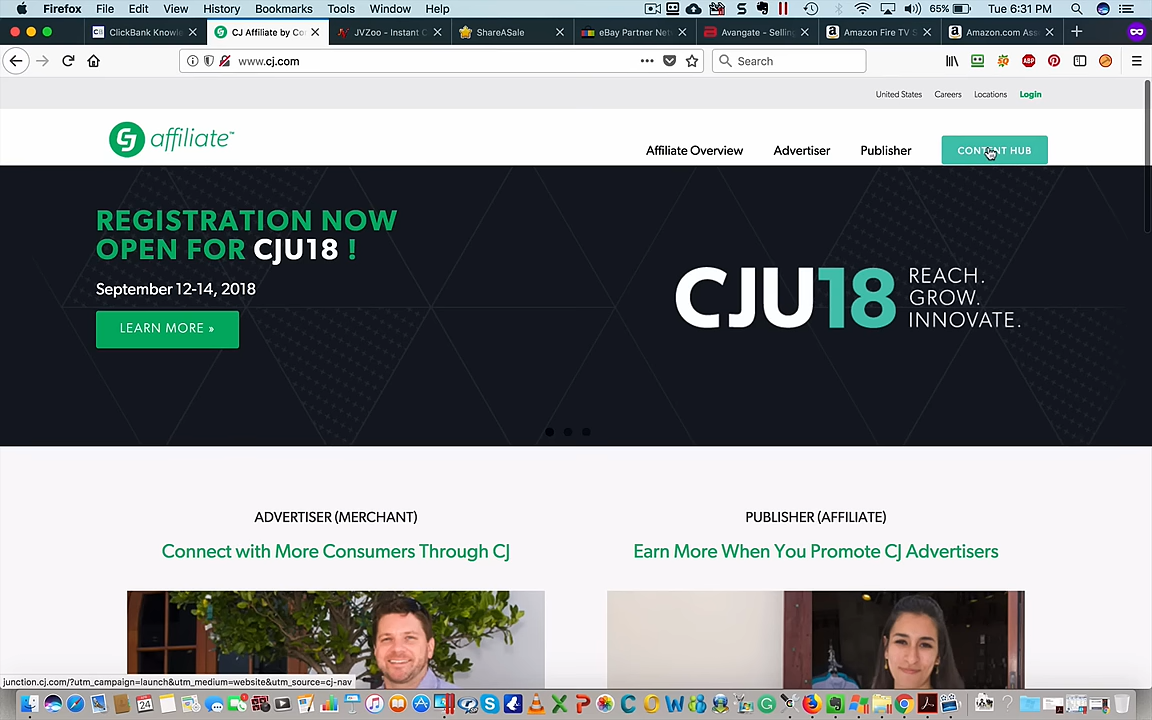 Firefox File Edit View History Bookmarks Tools Window Help 65% Tue 6:31 PM
ClickBank Knowle CJ Affiliate by Co JVZoo - Instant C ShareASale eBay Partner Net Avangate - Selling Amazon Fire TV S Amazon.com Ass
www.cj.com Search
United States Careers Locations Login
CJ affiliate™
Affiliate Overview Advertiser Publisher CONTENT HUB
REGISTRATION NOW
OPEN FOR CJU18 !
September 12-14, 2018
LEARN MORE »
CJU18 REACH.
GROW.
INNOVATE.
ADVERTISER (MERCHANT) PUBLISHER (AFFILIATE)
Connect with More Consumers Through CJ Earn More When You Promote CJ Advertisers
junction.cj.com/?utm_campaign=launch&utm_medium=website&utm_source=cj-nav